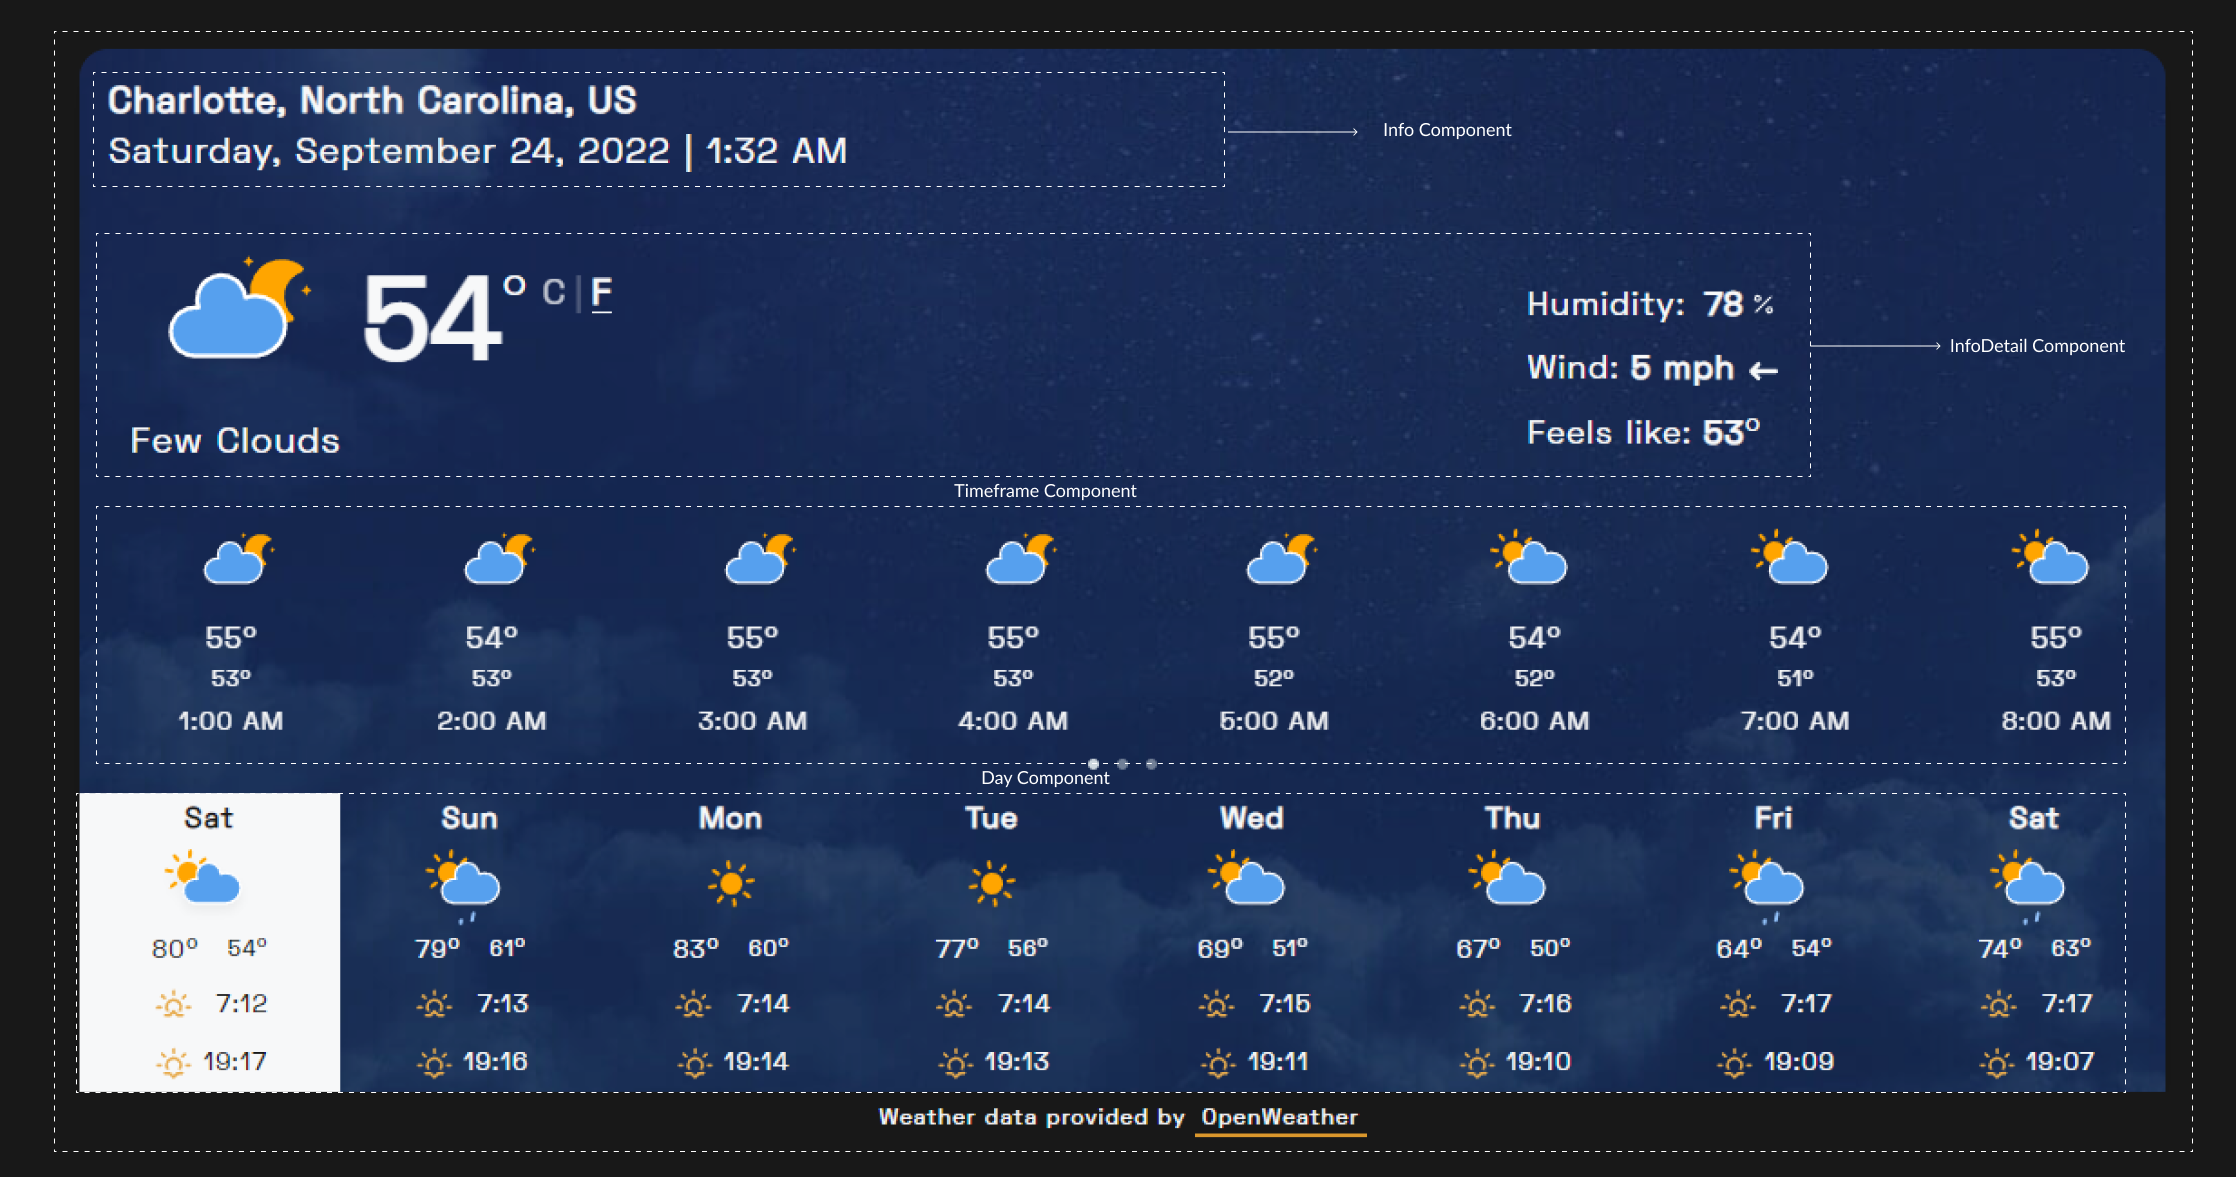 Charlotte, North Carolina, US
Saturday, September 24, 2022 | 1:32 AM
Info Component
54° C|F
Humidity: 78 %
Wind: 5 mph ←
InfoDetail Component
Feels like: 53°
Few Clouds
Timeframe Component
55° 54° 55° 55° 55° 54° 54° 55°
53° 53° 53° 53° 52° 52° 51° 53°
1:00 AM 2:00 AM 3:00 AM 4:00 AM 5:00 AM 6:00 AM 7:00 AM 8:00 AM
Day Component
Sat Sun Mon Tue Wed Thu Fri Sat
80° 54° 79° 61° 83° 60° 77° 56° 69° 51° 67° 50° 64° 54° 74° 63°
7:12 7:13 7:14 7:14 7:15 7:16 7:17 7:17
19:17 19:16 19:14 19:13 19:11 19:10 19:09 19:07
Weather data provided by OpenWeather